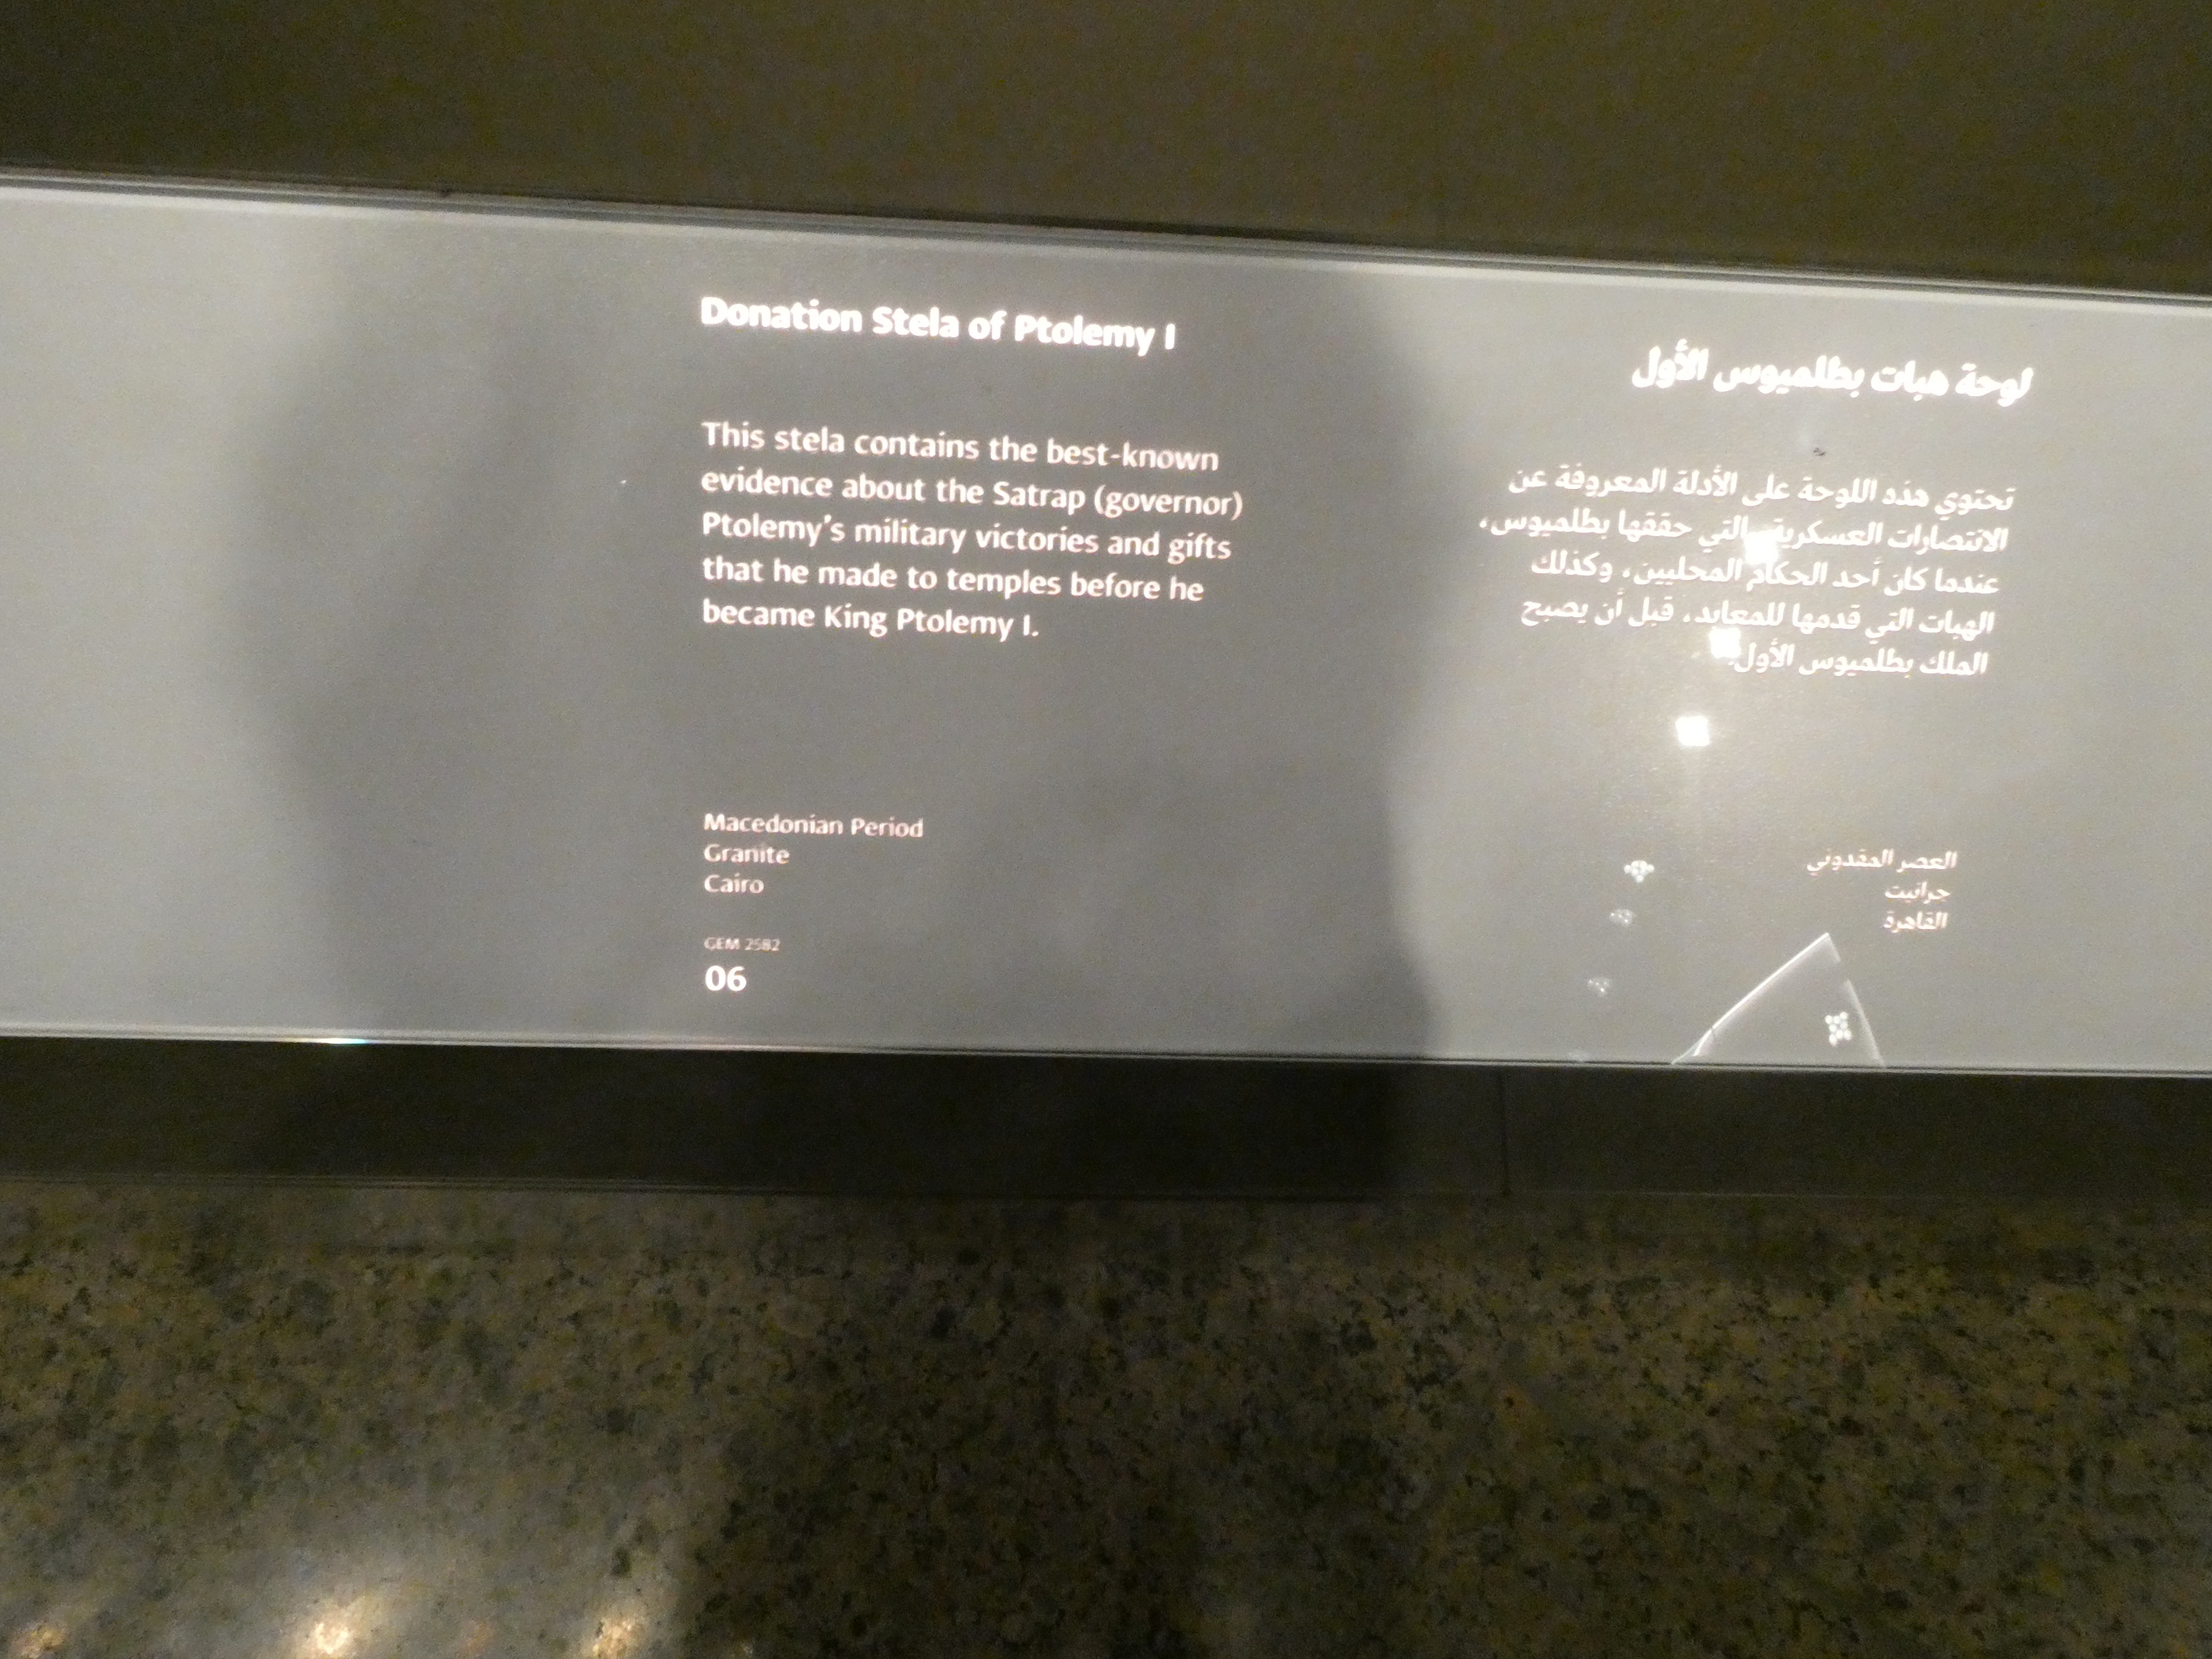 Donation Stela of Ptolemy I
This stela contains the best-known
evidence about the Satrap (governor)
Ptolemy's military victories and gifts
that he made to temples before he
became King Ptolemy I.
Macedonian Period
Granite
Cairo
GEM 2582
06
لوحة هبات بطلميوس الأول
تحتوي هذه اللوحة على الأدلة المعروفة عن
الانتصارات العسكرية التي حققها بطلميوس،
عندما كان أحد الحكام المحليين، وكذلك
الهبات التي قدمها للمعابد، قبل أن يصبح
الملك بطلميوس الأول.
العصر المقدوني
جرانيت
القاهرة